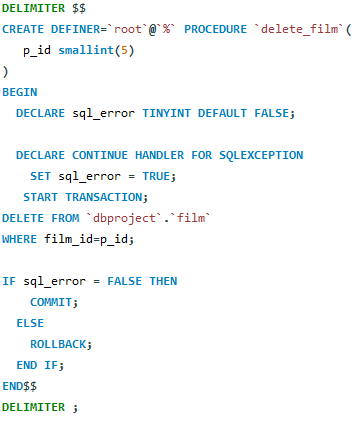 DELIMITER $$
CREATE DEFINER=`root`@`%` PROCEDURE `delete_film`(
p_id smallint(5)
)
BEGIN
DECLARE sql_error TINYINT DEFAULT FALSE;
DECLARE CONTINUE HANDLER FOR SQLEXCEPTION
SET sql_error = TRUE;
START TRANSACTION;
DELETE FROM `dbproject`.`film`
WHERE film_id=p_id;
IF sql_error = FALSE THEN
COMMIT;
ELSE
ROLLBACK;
END IF;
END$$
DELIMITER ;